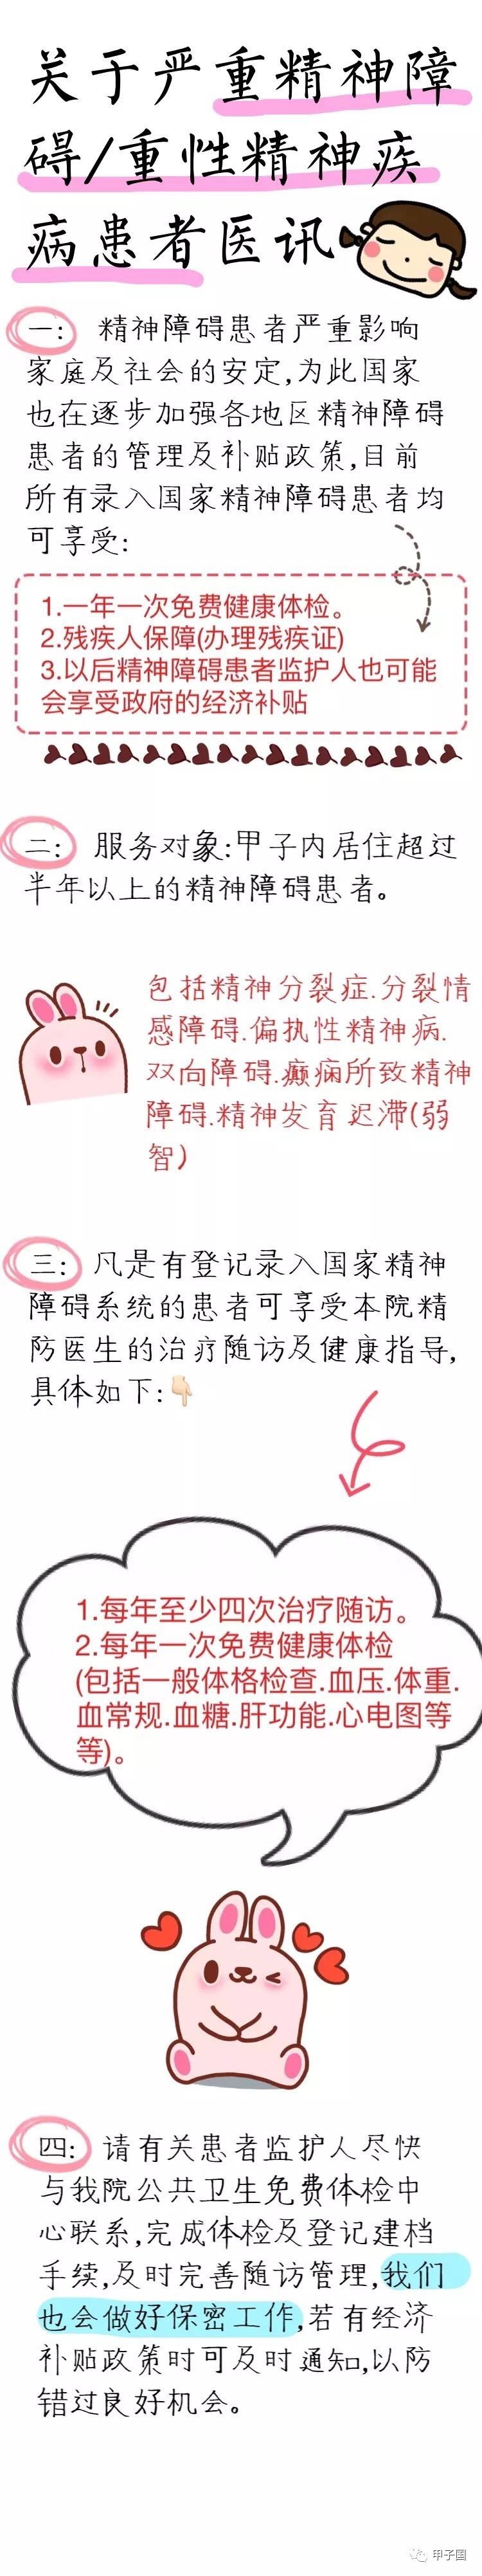 关于严重精神障
碍/重性精神疾
病患者医讯
一: 精神障碍患者严重影响
家庭及社会的安定,为此国家
也在逐步加强各地区精神障碍
患者的管理及补贴政策,目前
所有录入国家精神障碍患者均
可享受:
1.一年一次免费健康体检。
2.残疾人保障(办理残疾证)
3.以后精神障碍患者监护人也可能
会享受政府的经济补贴
二: 服务对象:甲子内居住超过
半年以上的精神障碍患者。
包括精神分裂症.分裂情
感障碍.偏执性精神病.
双向障碍.癫痫所致精神
障碍.精神发育迟滞(弱
智)
三: 凡是有登记录入国家精神
障碍系统的患者可享受本院精
防医生的治疗随访及健康指导,
具体如下:👇🏻
1.每年至少四次治疗随访。
2.每年一次免费健康体检
(包括一般体格检查.血压.体重.
血常规.血糖.肝功能.心电图等
等)。
四: 请有关患者监护人尽快
与我院公共卫生免费体检中
心联系,完成体检及登记建档
手续,及时完善随访管理,我们
也会做好保密工作,若有经济
补贴政策时可及时通知,以防
错过良好机会。
甲子圈